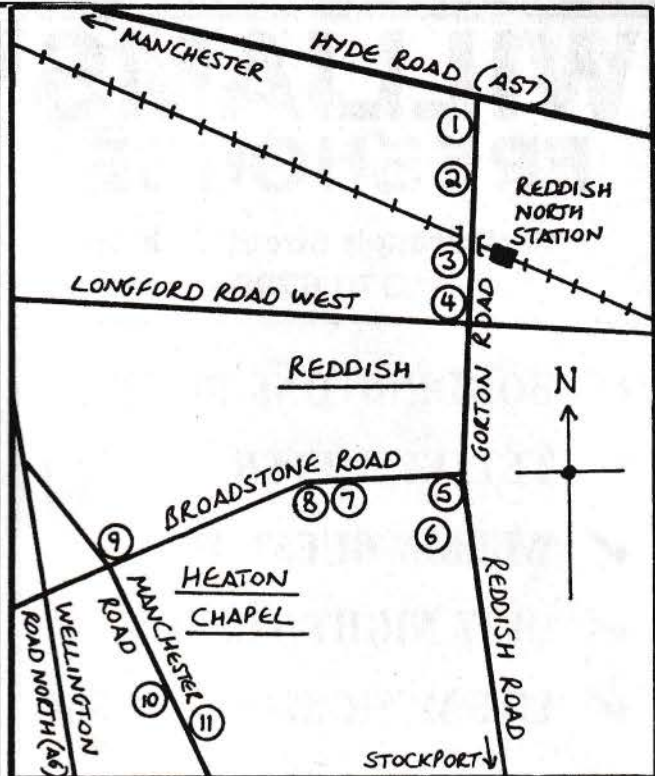 MANCHESTER
HYDE ROAD (A57)
1
2
REDDISH
NORTH
STATION
3
4
LONGFORD ROAD WEST
GORTON ROAD
REDDISH
N
BROADSTONE ROAD
8
7
5
6
9
HEATON
CHAPEL
MANCHESTER
ROAD
REDDISH ROAD
WELLINGTON
ROAD NORTH (A6)
10
11
STOCKPORT